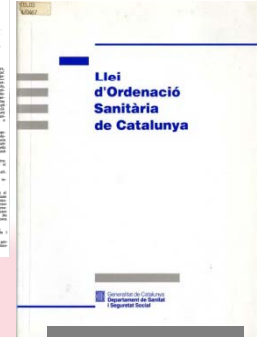 Llei
d'Ordenació
Sanitària
de Catalunya
Generalitat de Catalunya
Departament de Sanitat
i Seguretat Social